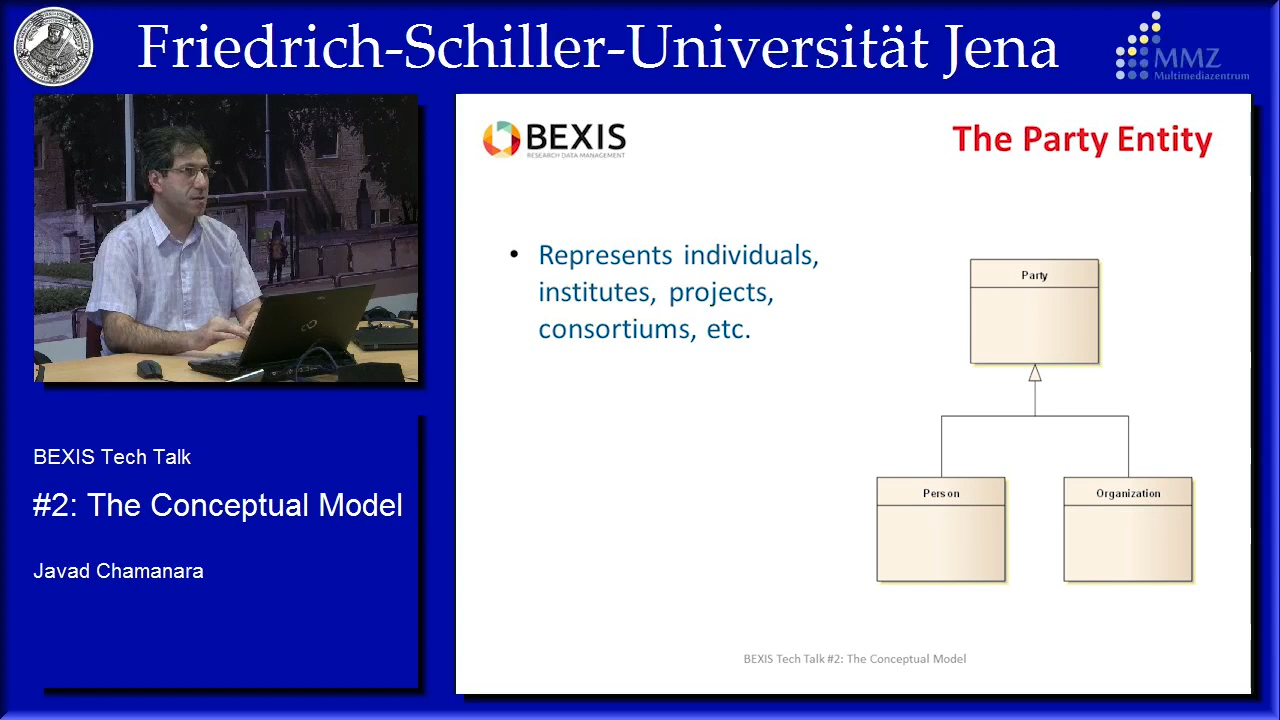 Friedrich-Schiller-Universität Jena
MMZ
Multimediazentrum
BEXIS Tech Talk
#2: The Conceptual Model
Javad Chamanara
BEXIS
RESEARCH DATA MANAGEMENT
The Party Entity
• Represents individuals,
institutes, projects,
consortiums, etc.
Party
Person
Organization
BEXIS Tech Talk #2: The Conceptual Model